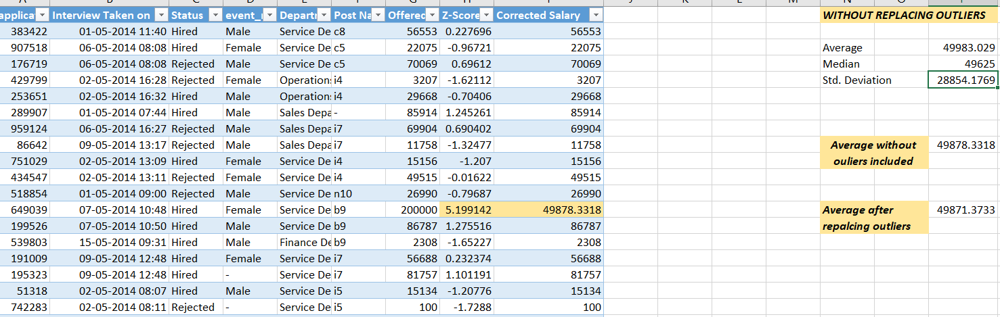 applicat Interview Taken on Status event_ Departm Post Na Offered Z-Score Corrected Salary WITHOUT REPLACING OUTLIERS
383422 01-05-2014 11:40 Hired Male Service De c8 56553 0.227696 56553
907518 06-05-2014 08:08 Hired Female Service De c5 22075 -0.96721 22075 Average 49983.029
176719 06-05-2014 08:08 Rejected Male Service De c5 70069 0.69612 70069 Median 49625
429799 02-05-2014 16:28 Rejected Female Operation i4 3207 -1.62112 3207 Std. Deviation 28854.1769
253651 02-05-2014 16:32 Hired Male Operation i4 29668 -0.70406 29668
289907 01-05-2014 07:44 Hired Male Sales Depa - 85914 1.245261 85914
959124 06-05-2014 16:27 Rejected Male Sales Depa i7 69904 0.690402 69904
86642 09-05-2014 13:17 Rejected Male Sales Depa i7 11758 -1.32477 11758 Average without 49878.3318
751029 02-05-2014 13:09 Hired Female Service De i4 15156 -1.207 15156 ouliers included
434547 02-05-2014 13:11 Rejected Female Service De i4 49515 -0.01622 49515
518854 01-05-2014 09:00 Rejected Male Service De n10 26990 -0.79687 26990
649039 07-05-2014 10:48 Hired Female Service De b9 200000 5.199142 49878.3318 Average after 49871.3733
199526 07-05-2014 10:50 Hired Male Service De b9 86787 1.275516 86787 repalcing outliers
539803 15-05-2014 09:31 Hired Male Finance De b9 2308 -1.65227 2308
191009 09-05-2014 12:48 Hired Female Service De i7 56688 0.232374 56688
195323 09-05-2014 12:48 Hired - Service De i7 81757 1.101191 81757
51318 02-05-2014 08:07 Hired Male Service De i5 15134 -1.20776 15134
742283 02-05-2014 08:11 Rejected - Service De i5 100 -1.7288 100